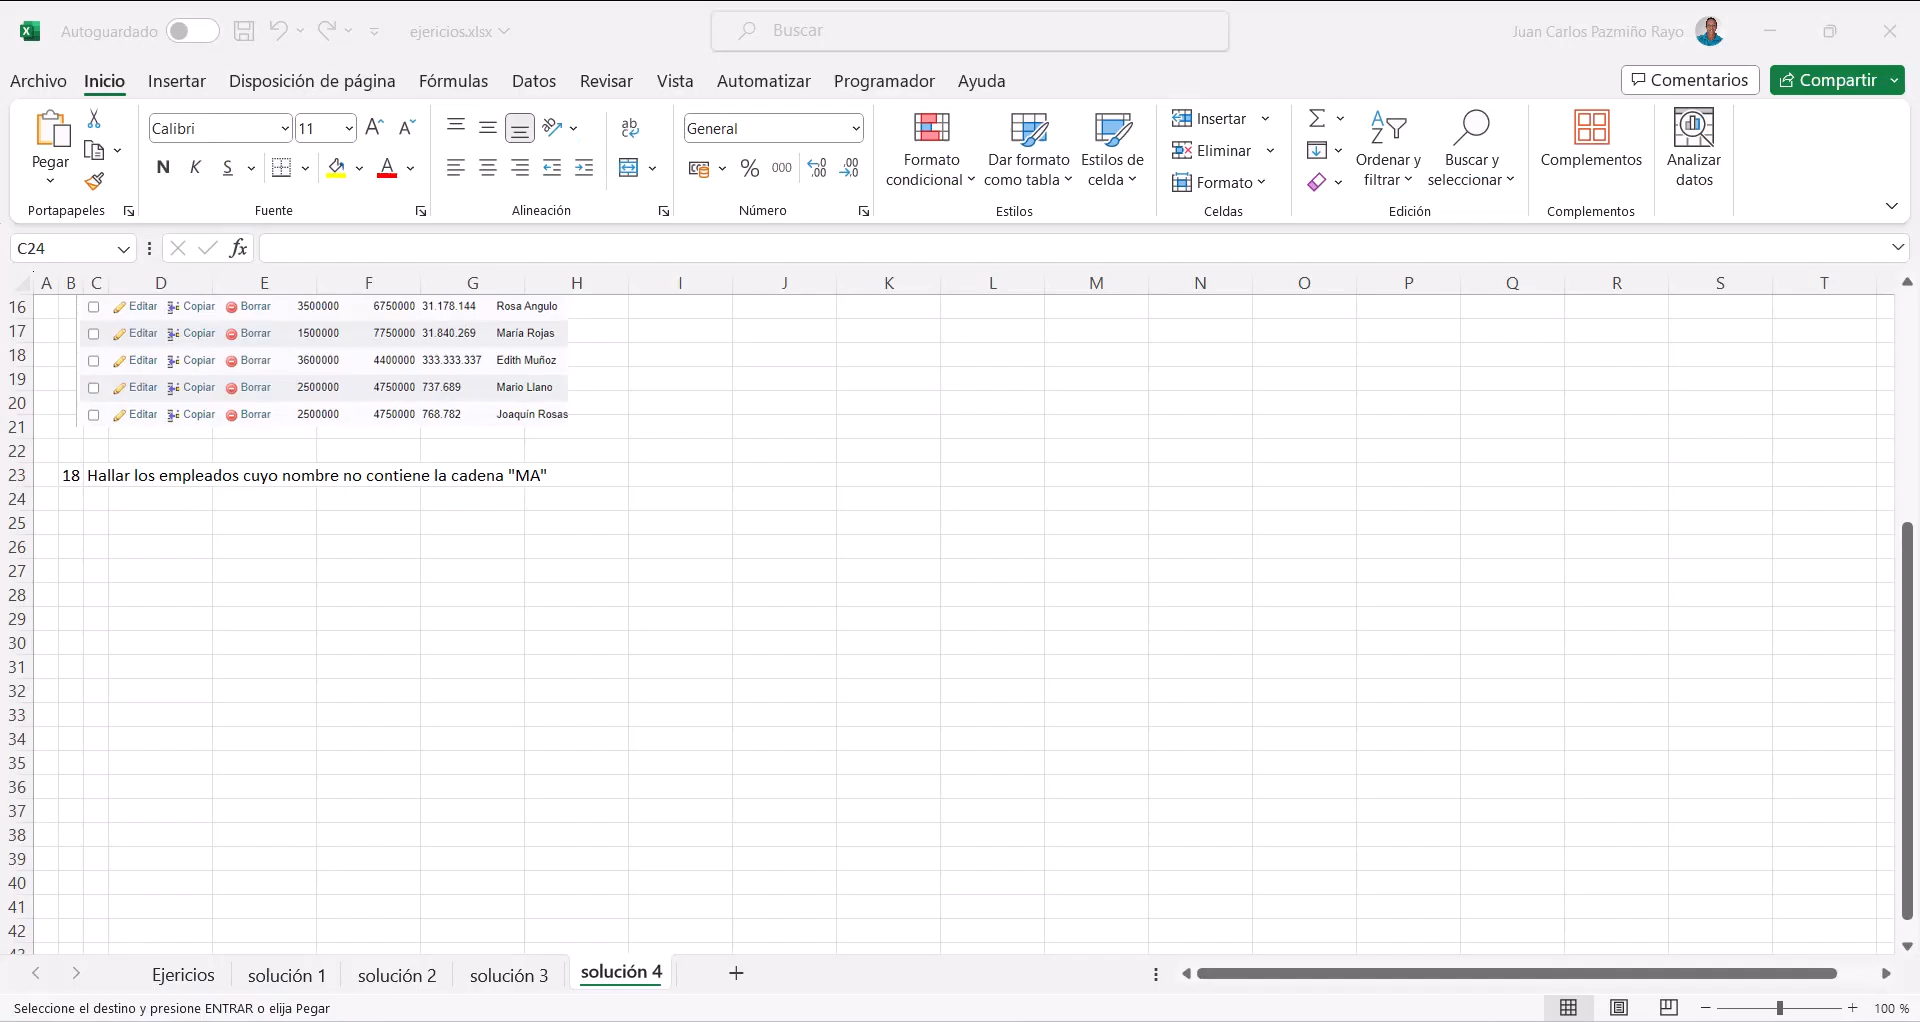 Autoguardado
ejericios.xlsx
Buscar
Juan Carlos Pazmiño Rayo
Archivo Inicio Insertar Disposición de página Fórmulas Datos Revisar Vista Automatizar Programador Ayuda
Comentarios Compartir
Pegar
Portapapeles
Calibri 11
N K S
Fuente
ab
Alineación
General
% 000
Número
Formato condicional
Dar formato como tabla
Estilos de celda
Estilos
Insertar
Eliminar
Formato
Celdas
Ordenar y filtrar
Buscar y seleccionar
Edición
Complementos
Complementos
Analizar datos
C24
fx
A B C D E F G H I J K L M N O P Q R S T
16 Editar Copiar Borrar 3500000 6750000 31.178.144 Rosa Angulo
17 Editar Copiar Borrar 1500000 7750000 31.840.269 María Rojas
18 Editar Copiar Borrar 3600000 4400000 333.333.337 Edith Muñoz
19 Editar Copiar Borrar 2500000 4750000 737.689 Mario Llano
20 Editar Copiar Borrar 2500000 4750000 768.782 Joaquín Rosas
21
22
23 18 Hallar los empleados cuyo nombre no contiene la cadena "MA"
24
25
26
27
28
29
30
31
32
33
34
35
36
37
38
39
40
41
42
Ejericios solución 1 solución 2 solución 3 solución 4
Seleccione el destino y presione ENTRAR o elija Pegar
100 %